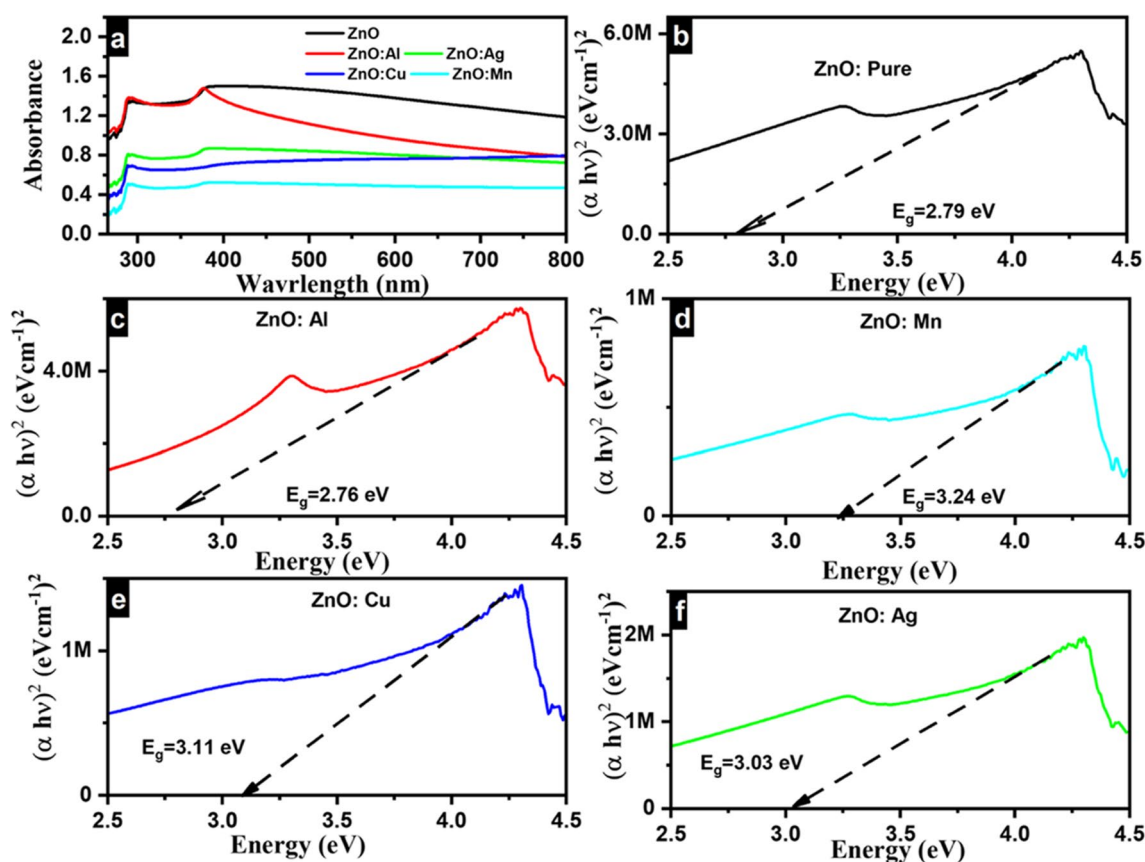 a
ZnO
ZnO:Al ZnO:Ag
ZnO:Cu ZnO:Mn
2.0
1.6
1.2
0.8
0.4
0.0
Absorbance
300 400 500 600 700 800
Wavrlength (nm)
b
ZnO: Pure
6.0M
3.0M
0.0
(α hν)² (eVcm⁻¹)²
E_g=2.79 eV
2.5 3.0 3.5 4.0 4.5
Energy (eV)
c
ZnO: Al
4.0M
0.0
(α hν)² (eVcm⁻¹)²
E_g=2.76 eV
2.5 3.0 3.5 4.0 4.5
Energy (eV)
d
ZnO: Mn
1M
0
(α hν)² (eVcm⁻¹)²
E_g=3.24 eV
2.5 3.0 3.5 4.0 4.5
Energy (eV)
e
ZnO: Cu
1M
0
(α hν)² (eVcm⁻¹)²
E_g=3.11 eV
2.5 3.0 3.5 4.0 4.5
Energy (eV)
f
ZnO: Ag
2M
1M
0
(α hν)² (eVcm⁻¹)²
E_g=3.03 eV
2.5 3.0 3.5 4.0 4.5
Energy (eV)